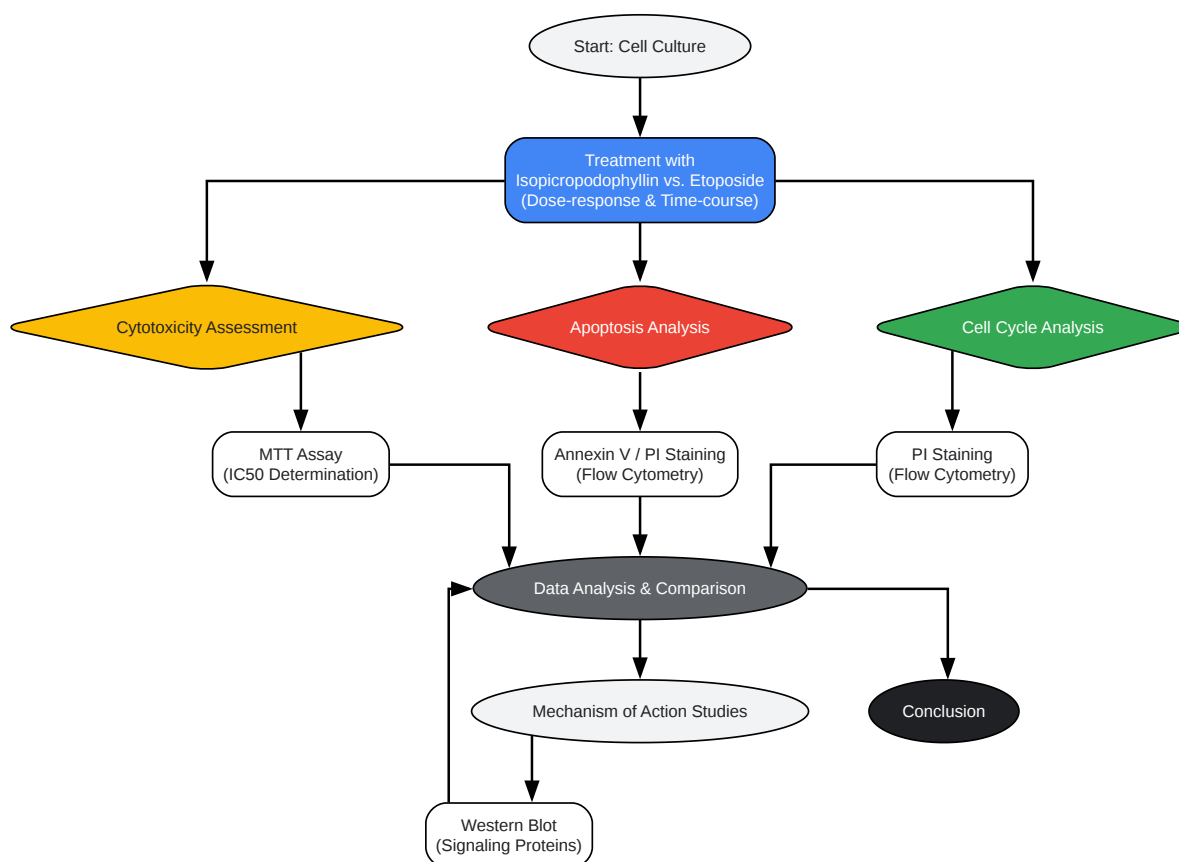 Start: Cell Culture
Treatment with
Isopicropodophyllin vs. Etoposide
(Dose-response & Time-course)
Cytotoxicity Assessment
Apoptosis Analysis
Cell Cycle Analysis
MTT Assay
(IC50 Determination)
Annexin V / PI Staining
(Flow Cytometry)
PI Staining
(Flow Cytometry)
Data Analysis & Comparison
Mechanism of Action Studies
Conclusion
Western Blot
(Signaling Proteins)